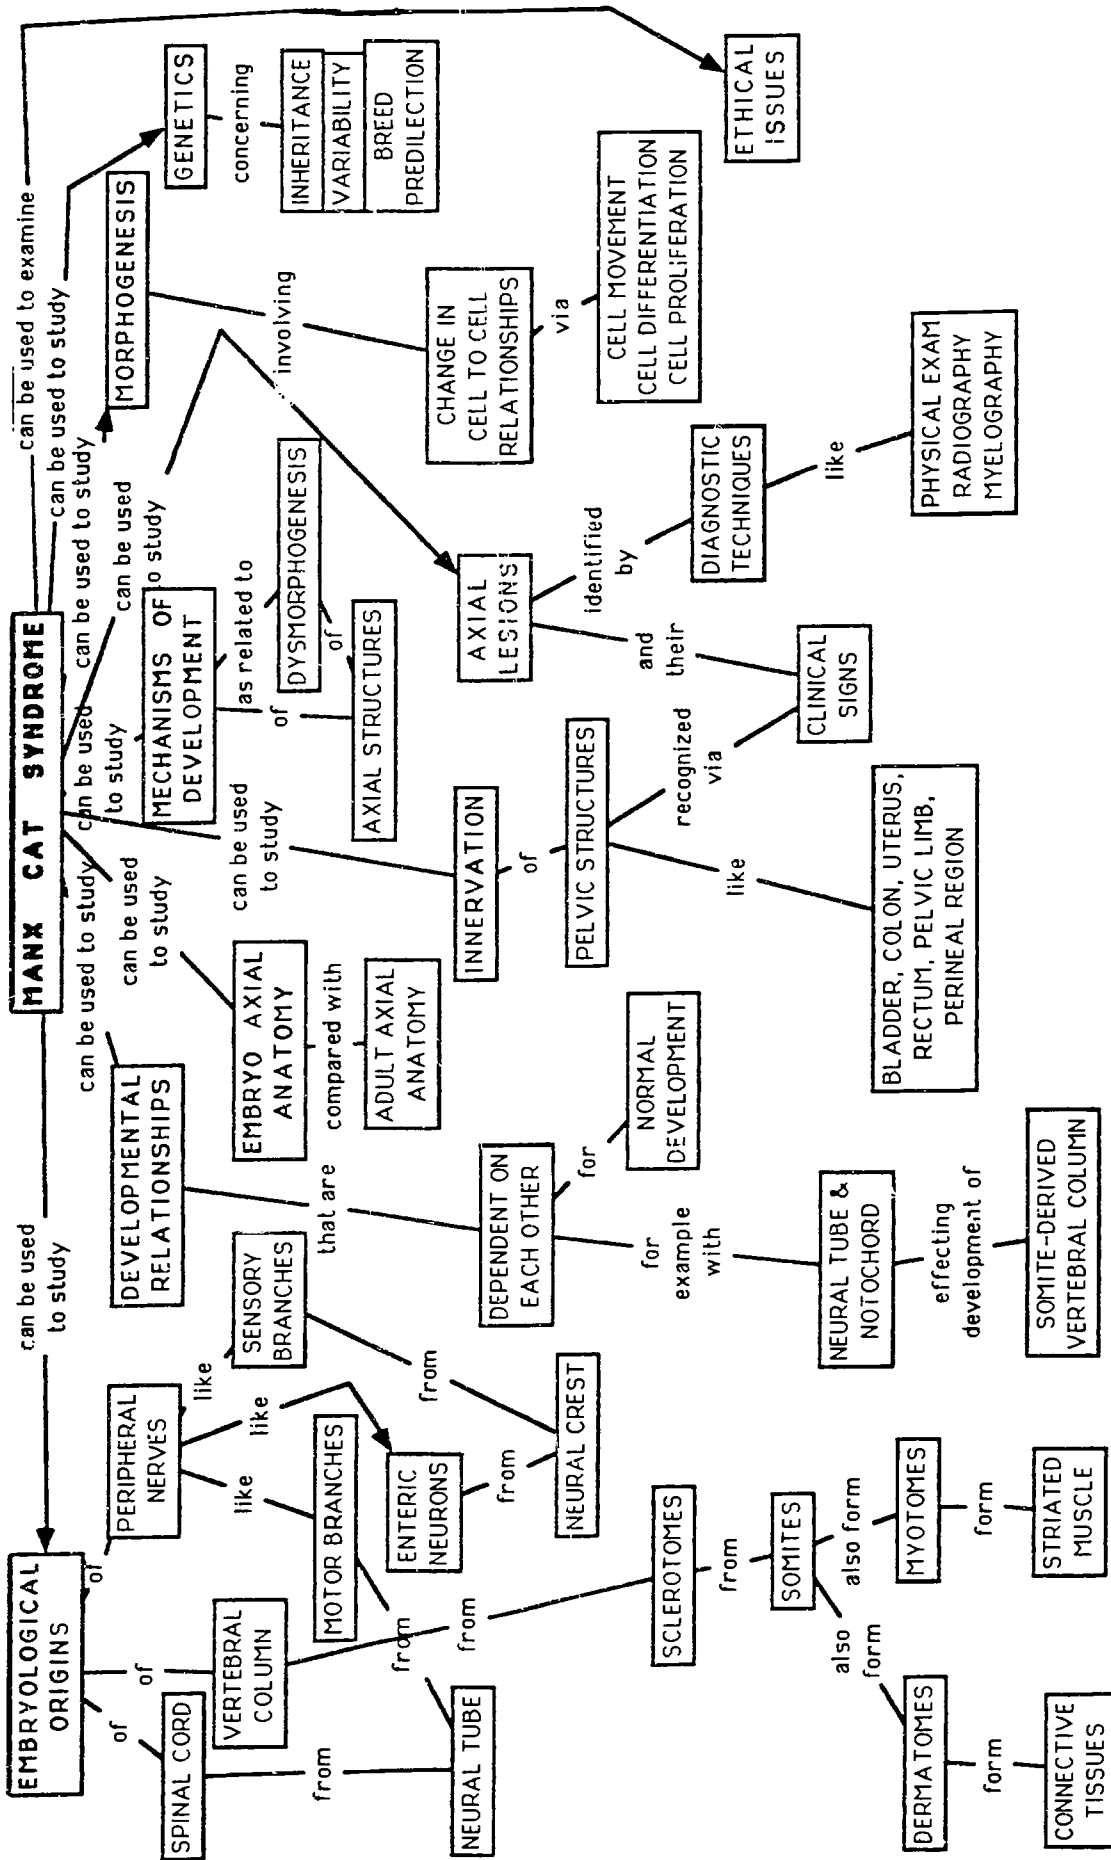 MANX CAT SYNDROME
can be used
to study
can be used to study
can be used
to study
can be used
to study
can be used
to study
can be used to study
can be used
to study
can be used to study
can be used to examine
EMBRYOLOGICAL
ORIGINS
of
SPINAL CORD
from
NEURAL TUBE
of
VERTEBRAL
COLUMN
from
SCLEROTOMES
from
SOMITES
also
form
DERMATOMES
form
CONNECTIVE
TISSUES
also form
MYOTOMES
form
STRIATED
MUSCLE
of
PERIPHERAL
NERVES
like
MOTOR BRANCHES
from
like
ENTERIC
NEURONS
from
NEURAL CREST
like
SENSORY
BRANCHES
from
DEVELOPMENTAL
RELATIONSHIPS
that are
DEPENDENT ON
EACH OTHER
for
NORMAL
DEVELOPMENT
for
example
with
NEURAL TUBE &
NOTOCHORD
effecting
development of
SOMITE-DERIVED
VERTEBRAL COLUMN
EMBRYO AXIAL
ANATOMY
compared with
ADULT AXIAL
ANATOMY
INNERVATION
of
PELVIC STRUCTURES
like
BLADDER, COLON, UTERUS,
RECTUM, PELVIC LIMB,
PERINEAL REGION
recognized
via
CLINICAL
SIGNS
MECHANISMS OF
DEVELOPMENT
of
AXIAL STRUCTURES
as related to
DYSMORPHOGENESIS
of
AXIAL
LESIONS
and
their
identified
by
DIAGNOSTIC
TECHNIQUES
like
PHYSICAL EXAM
RADIOGRAPHY
MYELOGRAPHY
MORPHOGENESIS
involving
CHANGE IN
CELL TO CELL
RELATIONSHIPS
via
CELL MOVEMENT
CELL DIFFERENTIATION
CELL PROLIFERATION
GENETICS
concerning
INHERITANCE
VARIABILITY
BREED
PREDILECTION
ETHICAL
ISSUES